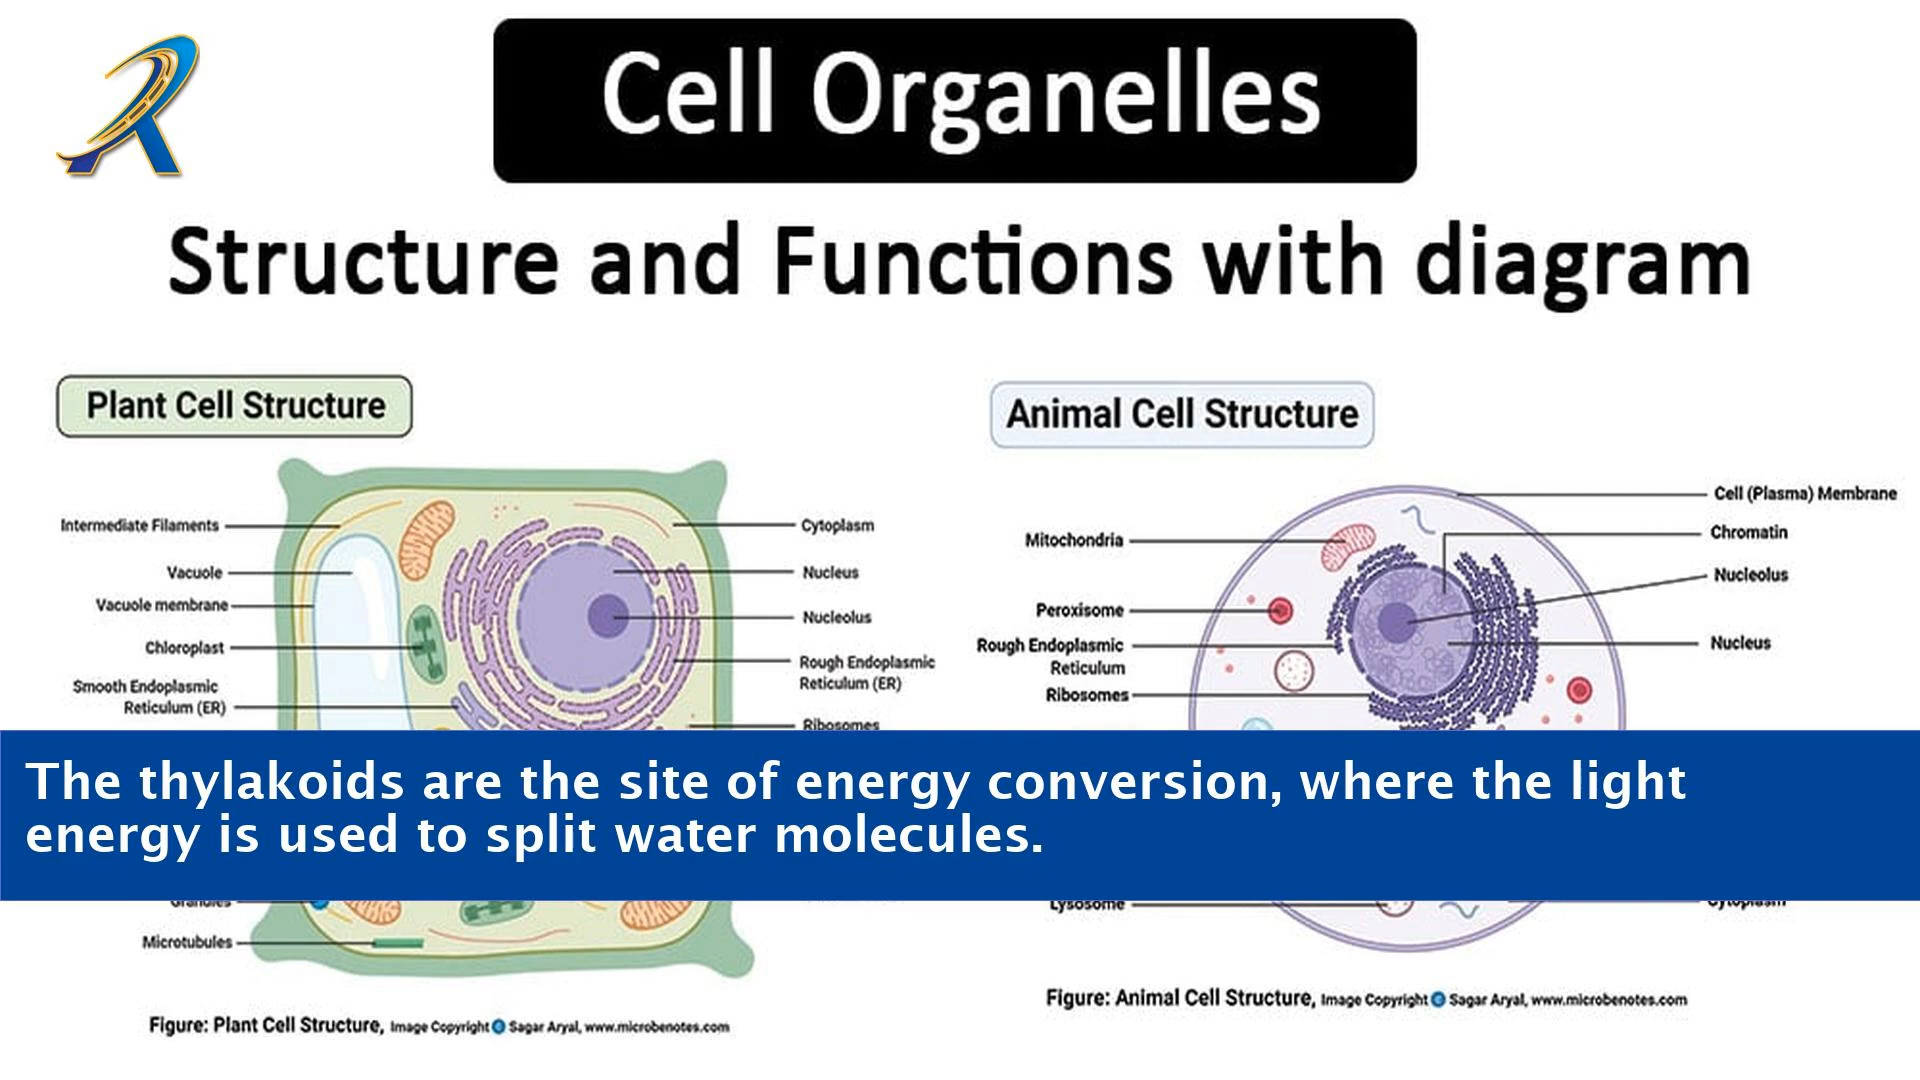 Cell Organelles
Structure and Functions with diagram
Plant Cell Structure
Intermediate Filaments
Vacuole
Vacuole membrane
Chloroplast
Smooth Endoplasmic
Reticulum (ER)
Cytoplasm
Nucleus
Nucleolus
Rough Endoplasmic
Reticulum (ER)
Ribosomes
Animal Cell Structure
Mitochondria
Peroxisome
Rough Endoplasmic
Reticulum
Ribosomes
Cell (Plasma) Membrane
Chromatin
Nucleolus
Nucleus
The thylakoids are the site of energy conversion, where the light
energy is used to split water molecules.
Granules
Microtubules
Lysosome
Cytoplasm
Figure: Plant Cell Structure, Image Copyright © Sagar Aryal, www.microbenotes.com
Figure: Animal Cell Structure, Image Copyright © Sagar Aryal, www.microbenotes.com